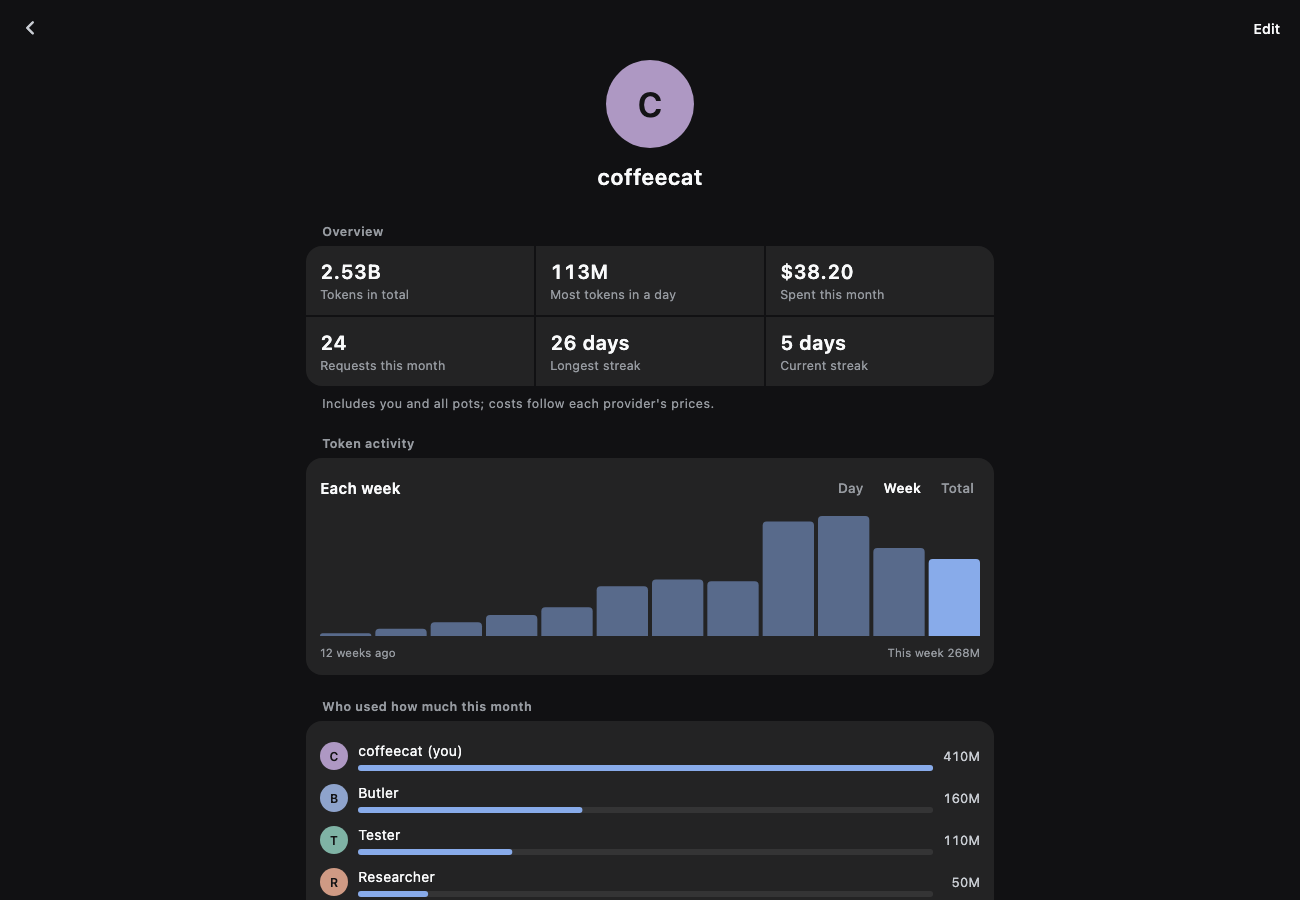 Edit
C
coffeecat
Overview
2.53B
Tokens in total
113M
Most tokens in a day
$38.20
Spent this month
24
Requests this month
26 days
Longest streak
5 days
Current streak
Includes you and all pots; costs follow each provider's prices.
Token activity
Each week
Day Week Total
12 weeks ago
This week 268M
Who used how much this month
C coffeecat (you) 410M
B Butler 160M
T Tester 110M
R Researcher 50M